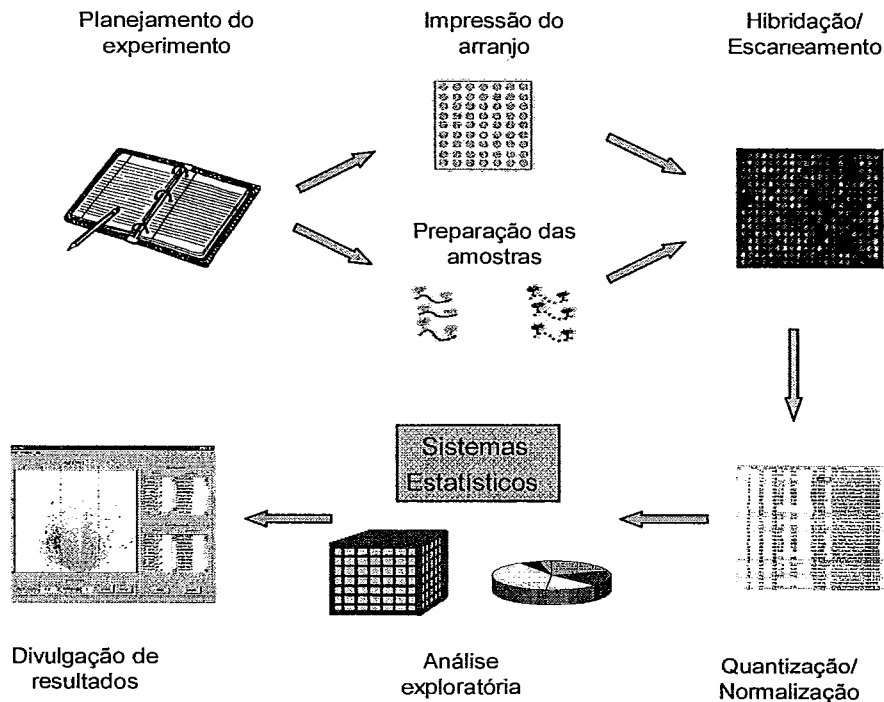 Planejamento do
experimento
Impressão do
arranjo
Hibridação/
Escaneamento
Preparação das
amostras
Sistemas
Estatísticos
Divulgação de
resultados
Análise
exploratória
Quantização/
Normalização